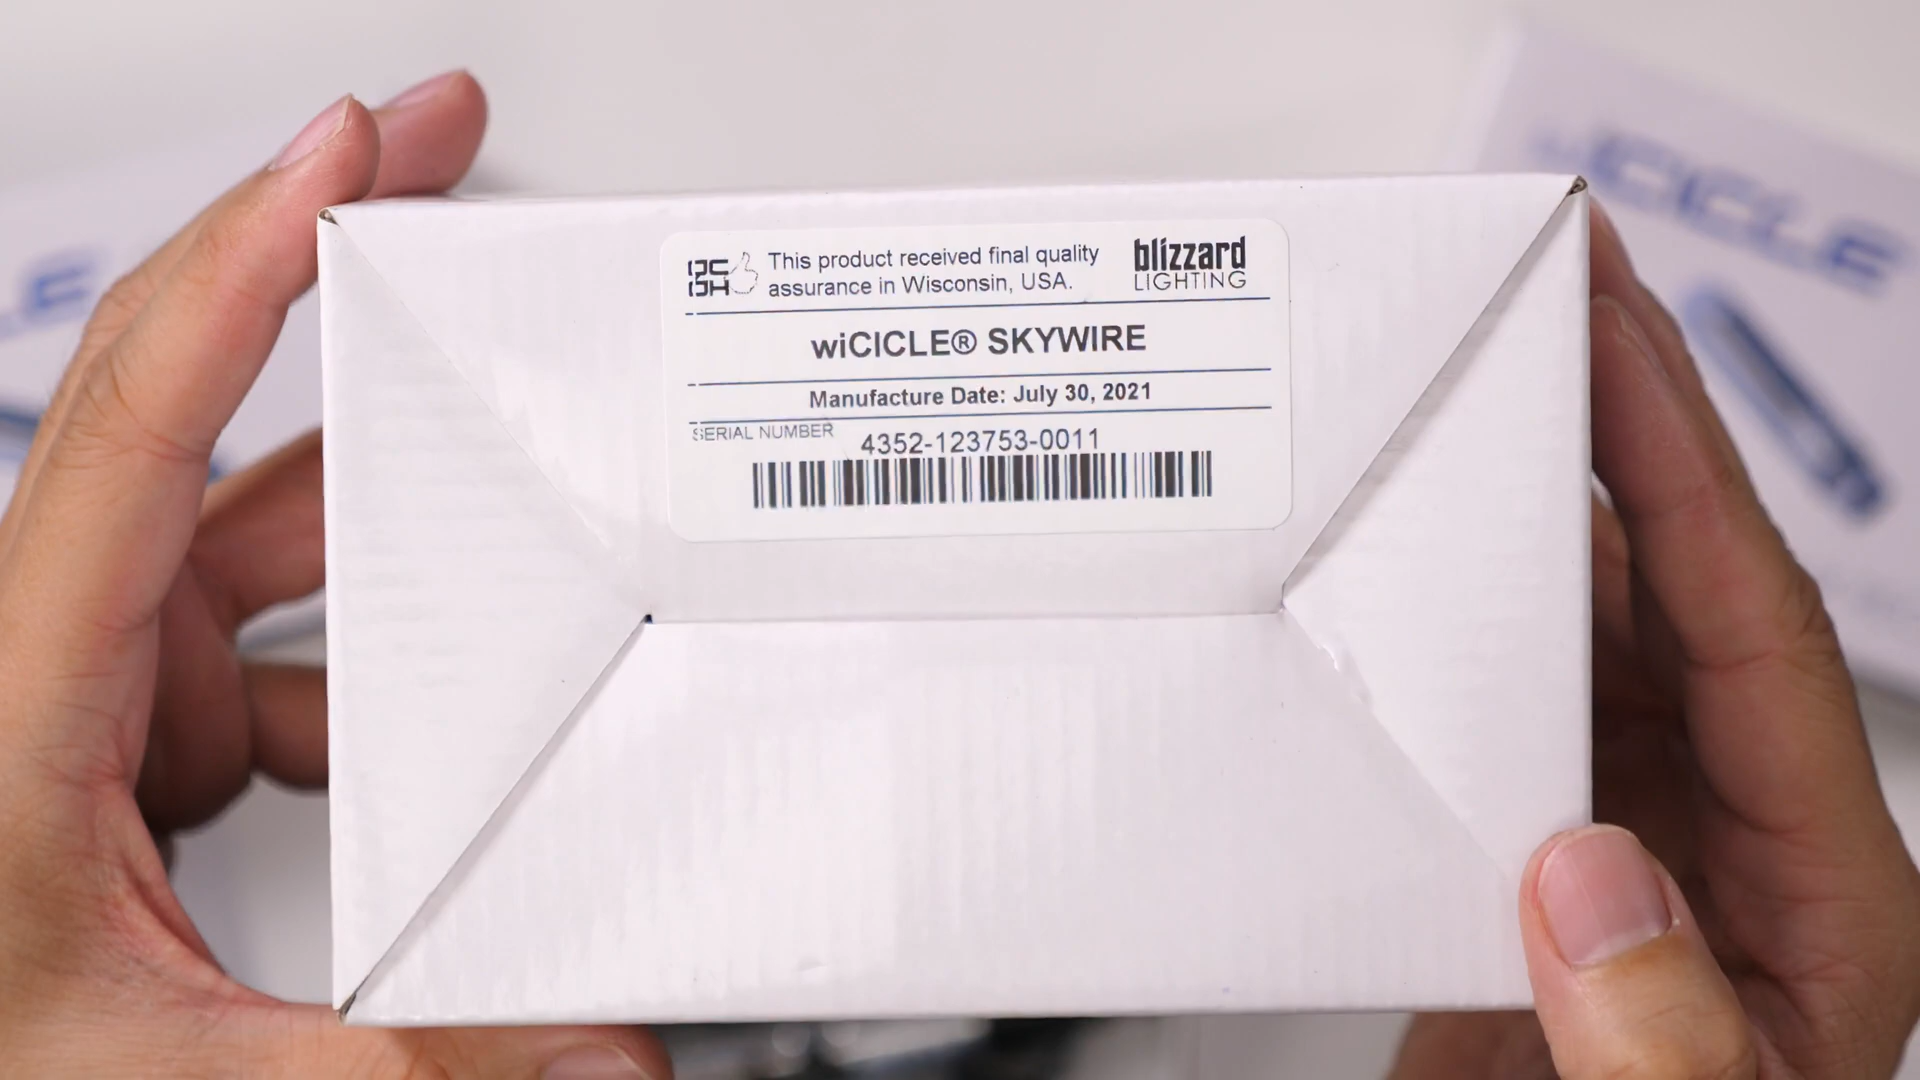 This product received final quality
assurance in Wisconsin, USA.
blizzard
LIGHTING
wiCICLE® SKYWIRE
Manufacture Date: July 30, 2021
SERIAL NUMBER
4352-123753-0011